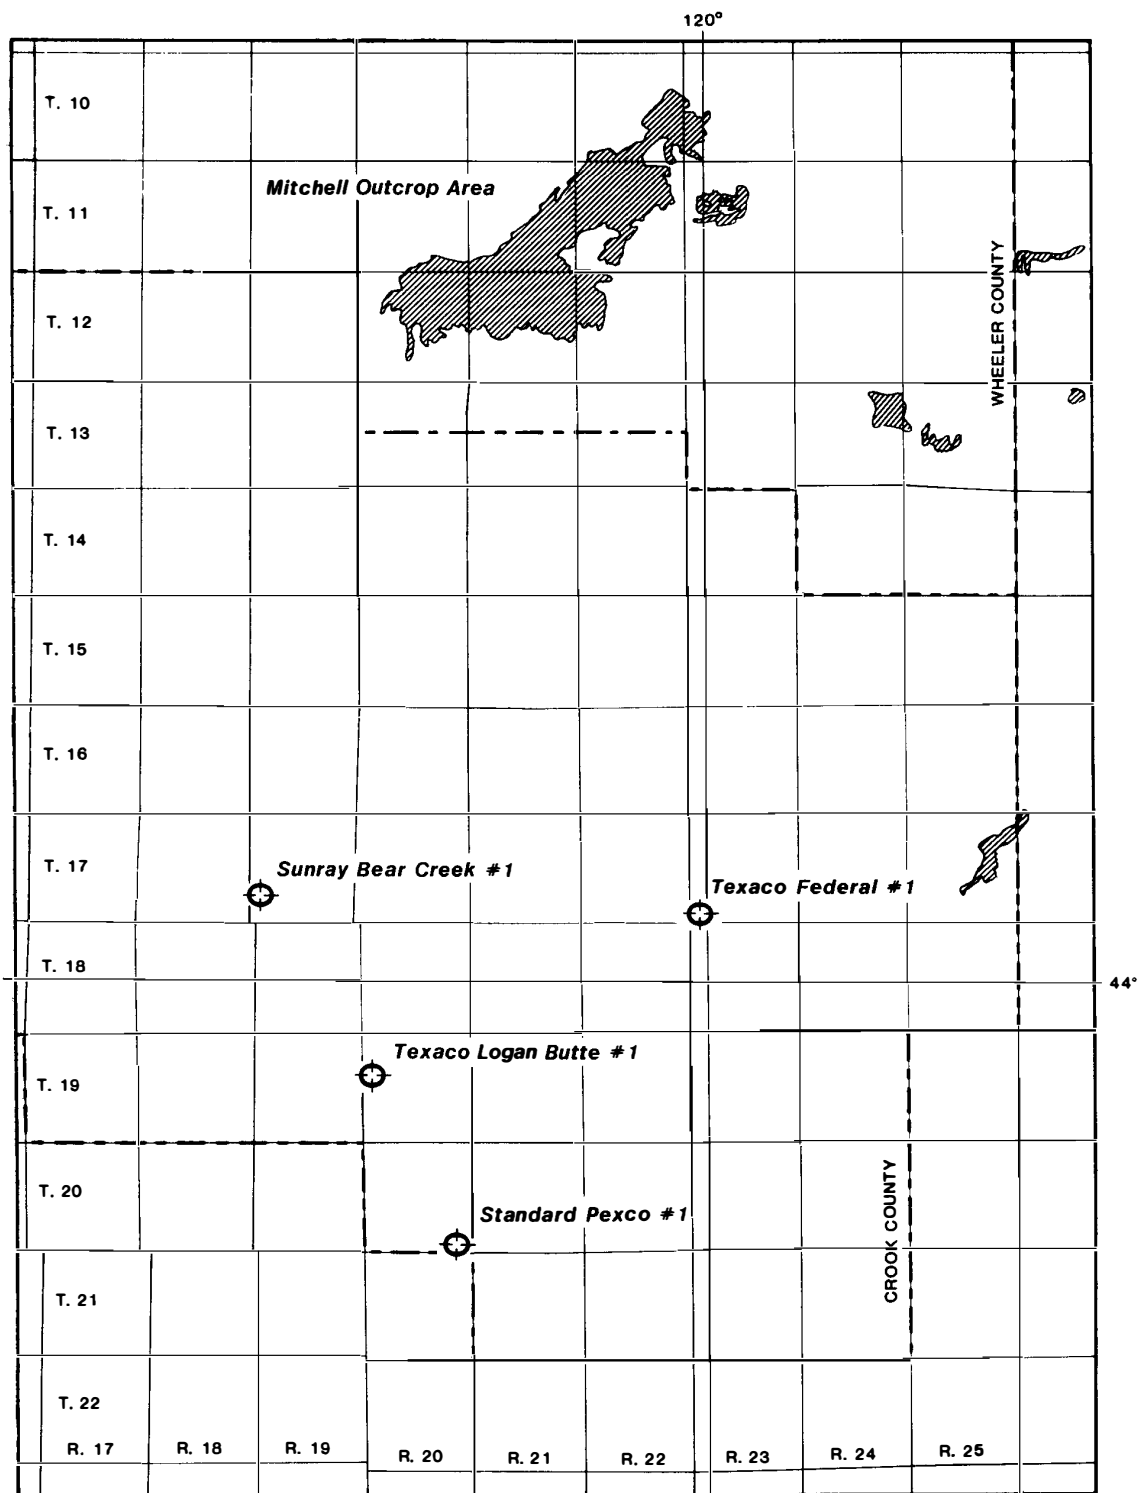 120°
T. 10
Mitchell Outcrop Area
T. 11
WHEELER COUNTY
T. 12
T. 13
T. 14
T. 15
T. 16
T. 17
Sunray Bear Creek #1
Texaco Federal #1
T. 18
44°
Texaco Logan Butte #1
T. 19
T. 20
CROOK COUNTY
Standard Pexco #1
T. 21
T. 22
R. 17 R. 18 R. 19 R. 20 R. 21 R. 22 R. 23 R. 24 R. 25